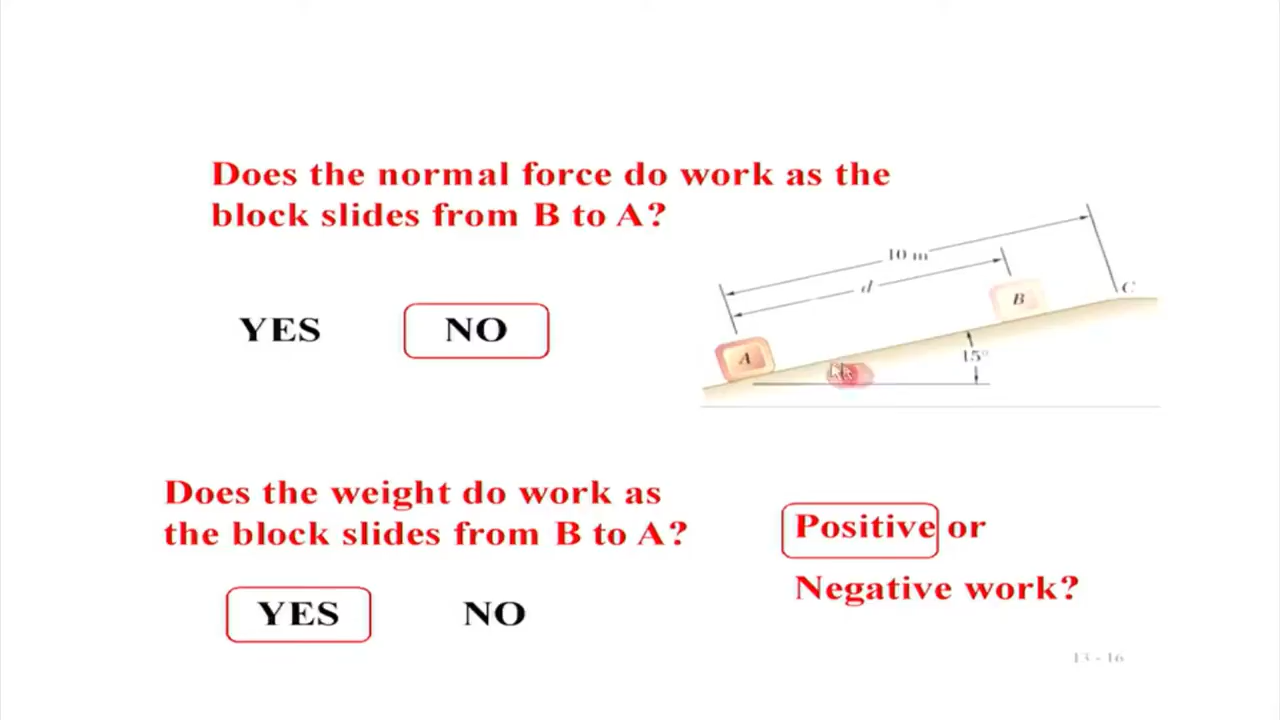 Does the normal force do work as the
block slides from B to A?
YES NO
10 m
d
B
C
A
15°
Does the weight do work as
the block slides from B to A?
Positive or
Negative work?
YES NO
13 - 16